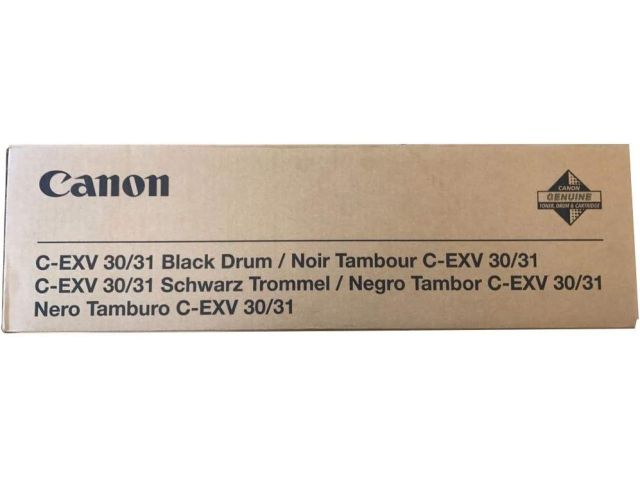 Canon
CANON
GENUINE
TONER, DRUM & CARTRIDGE
C-EXV 30/31 Black Drum / Noir Tambour C-EXV 30/31
C-EXV 30/31 Schwarz Trommel / Negro Tambor C-EXV 30/31
Nero Tamburo C-EXV 30/31